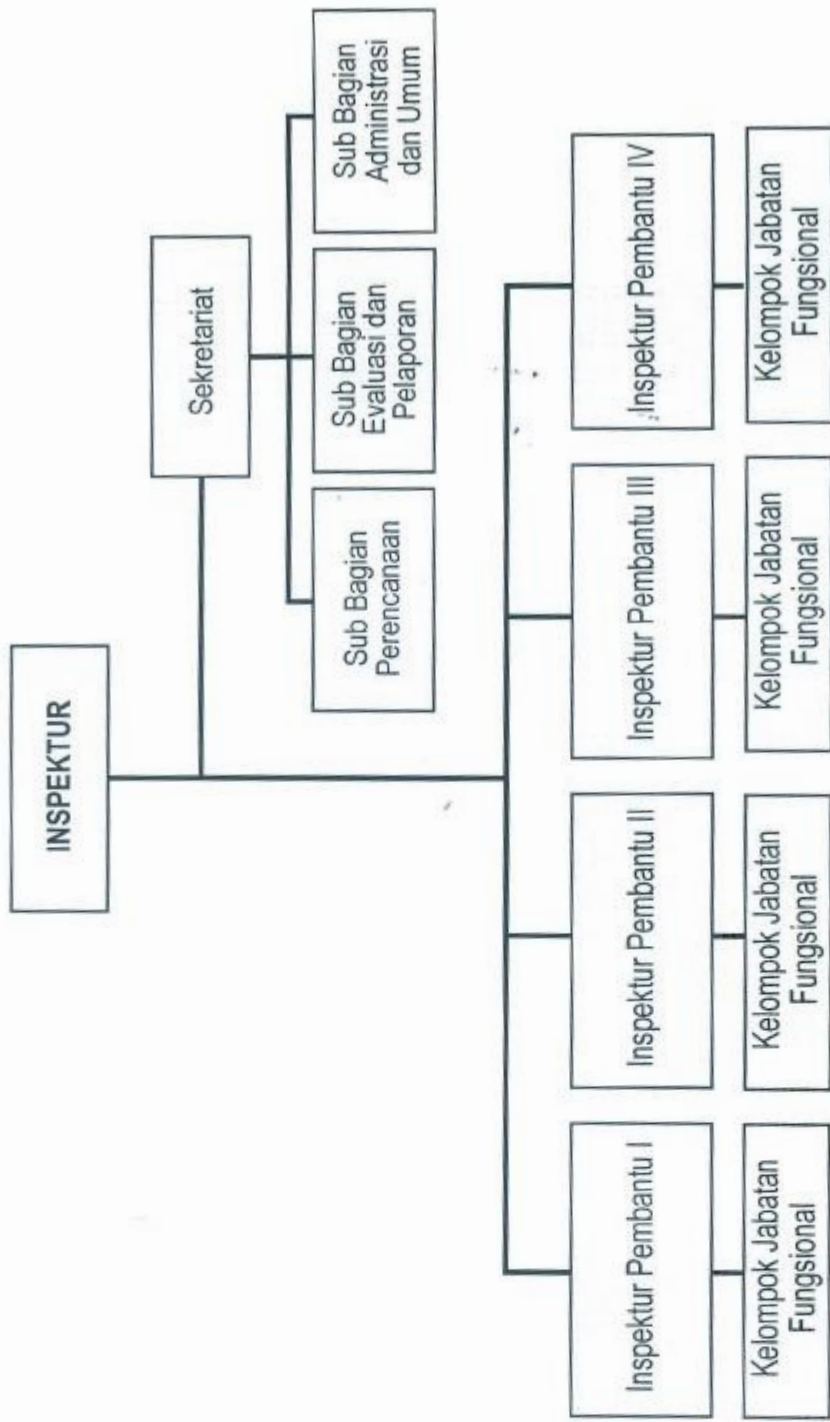 INSPEKTUR
Sekretariat
Sub Bagian
Perencanaan
Sub Bagian
Evaluasi dan
Pelaporan
Sub Bagian
Administrasi
dan Umum
Inspektur Pembantu I
Inspektur Pembantu II
Inspektur Pembantu III
Inspektur Pembantu IV
Kelompok Jabatan
Fungsional
Kelompok Jabatan
Fungsional
Kelompok Jabatan
Fungsional
Kelompok Jabatan
Fungsional